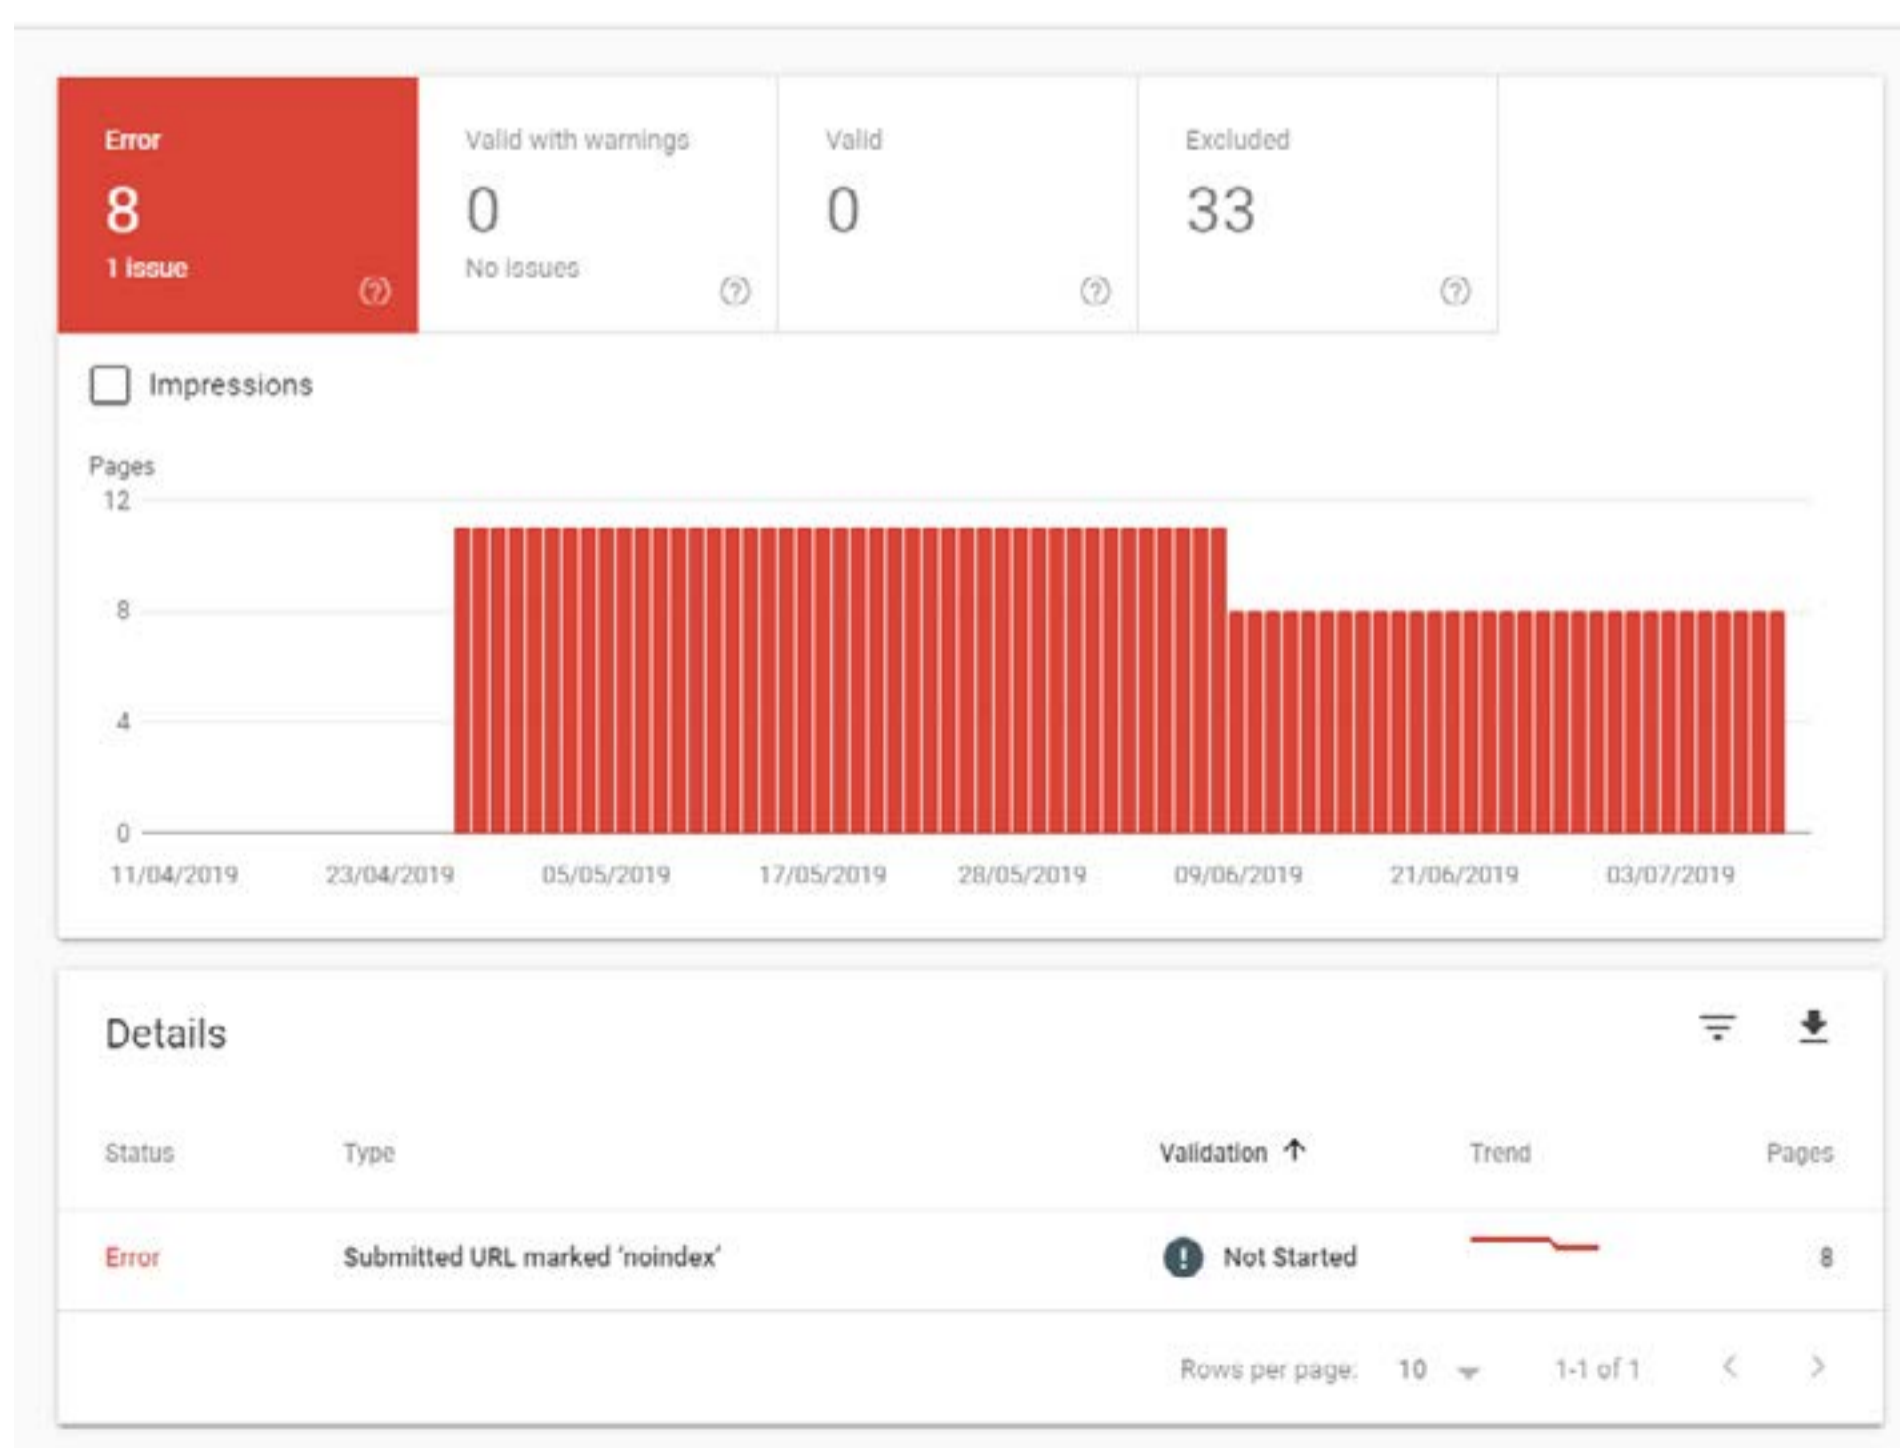 Error
8
1 issue
Valid with warnings
0
No issues
Valid
0
Excluded
33
Impressions
Pages
12
8
4
0
11/04/2019 23/04/2019 05/05/2019 17/05/2019 28/05/2019 09/06/2019 21/06/2019 03/07/2019
Details
Status Type Validation Trend Pages
Error Submitted URL marked 'noindex' Not Started 8
Rows per page: 10 1-1 of 1